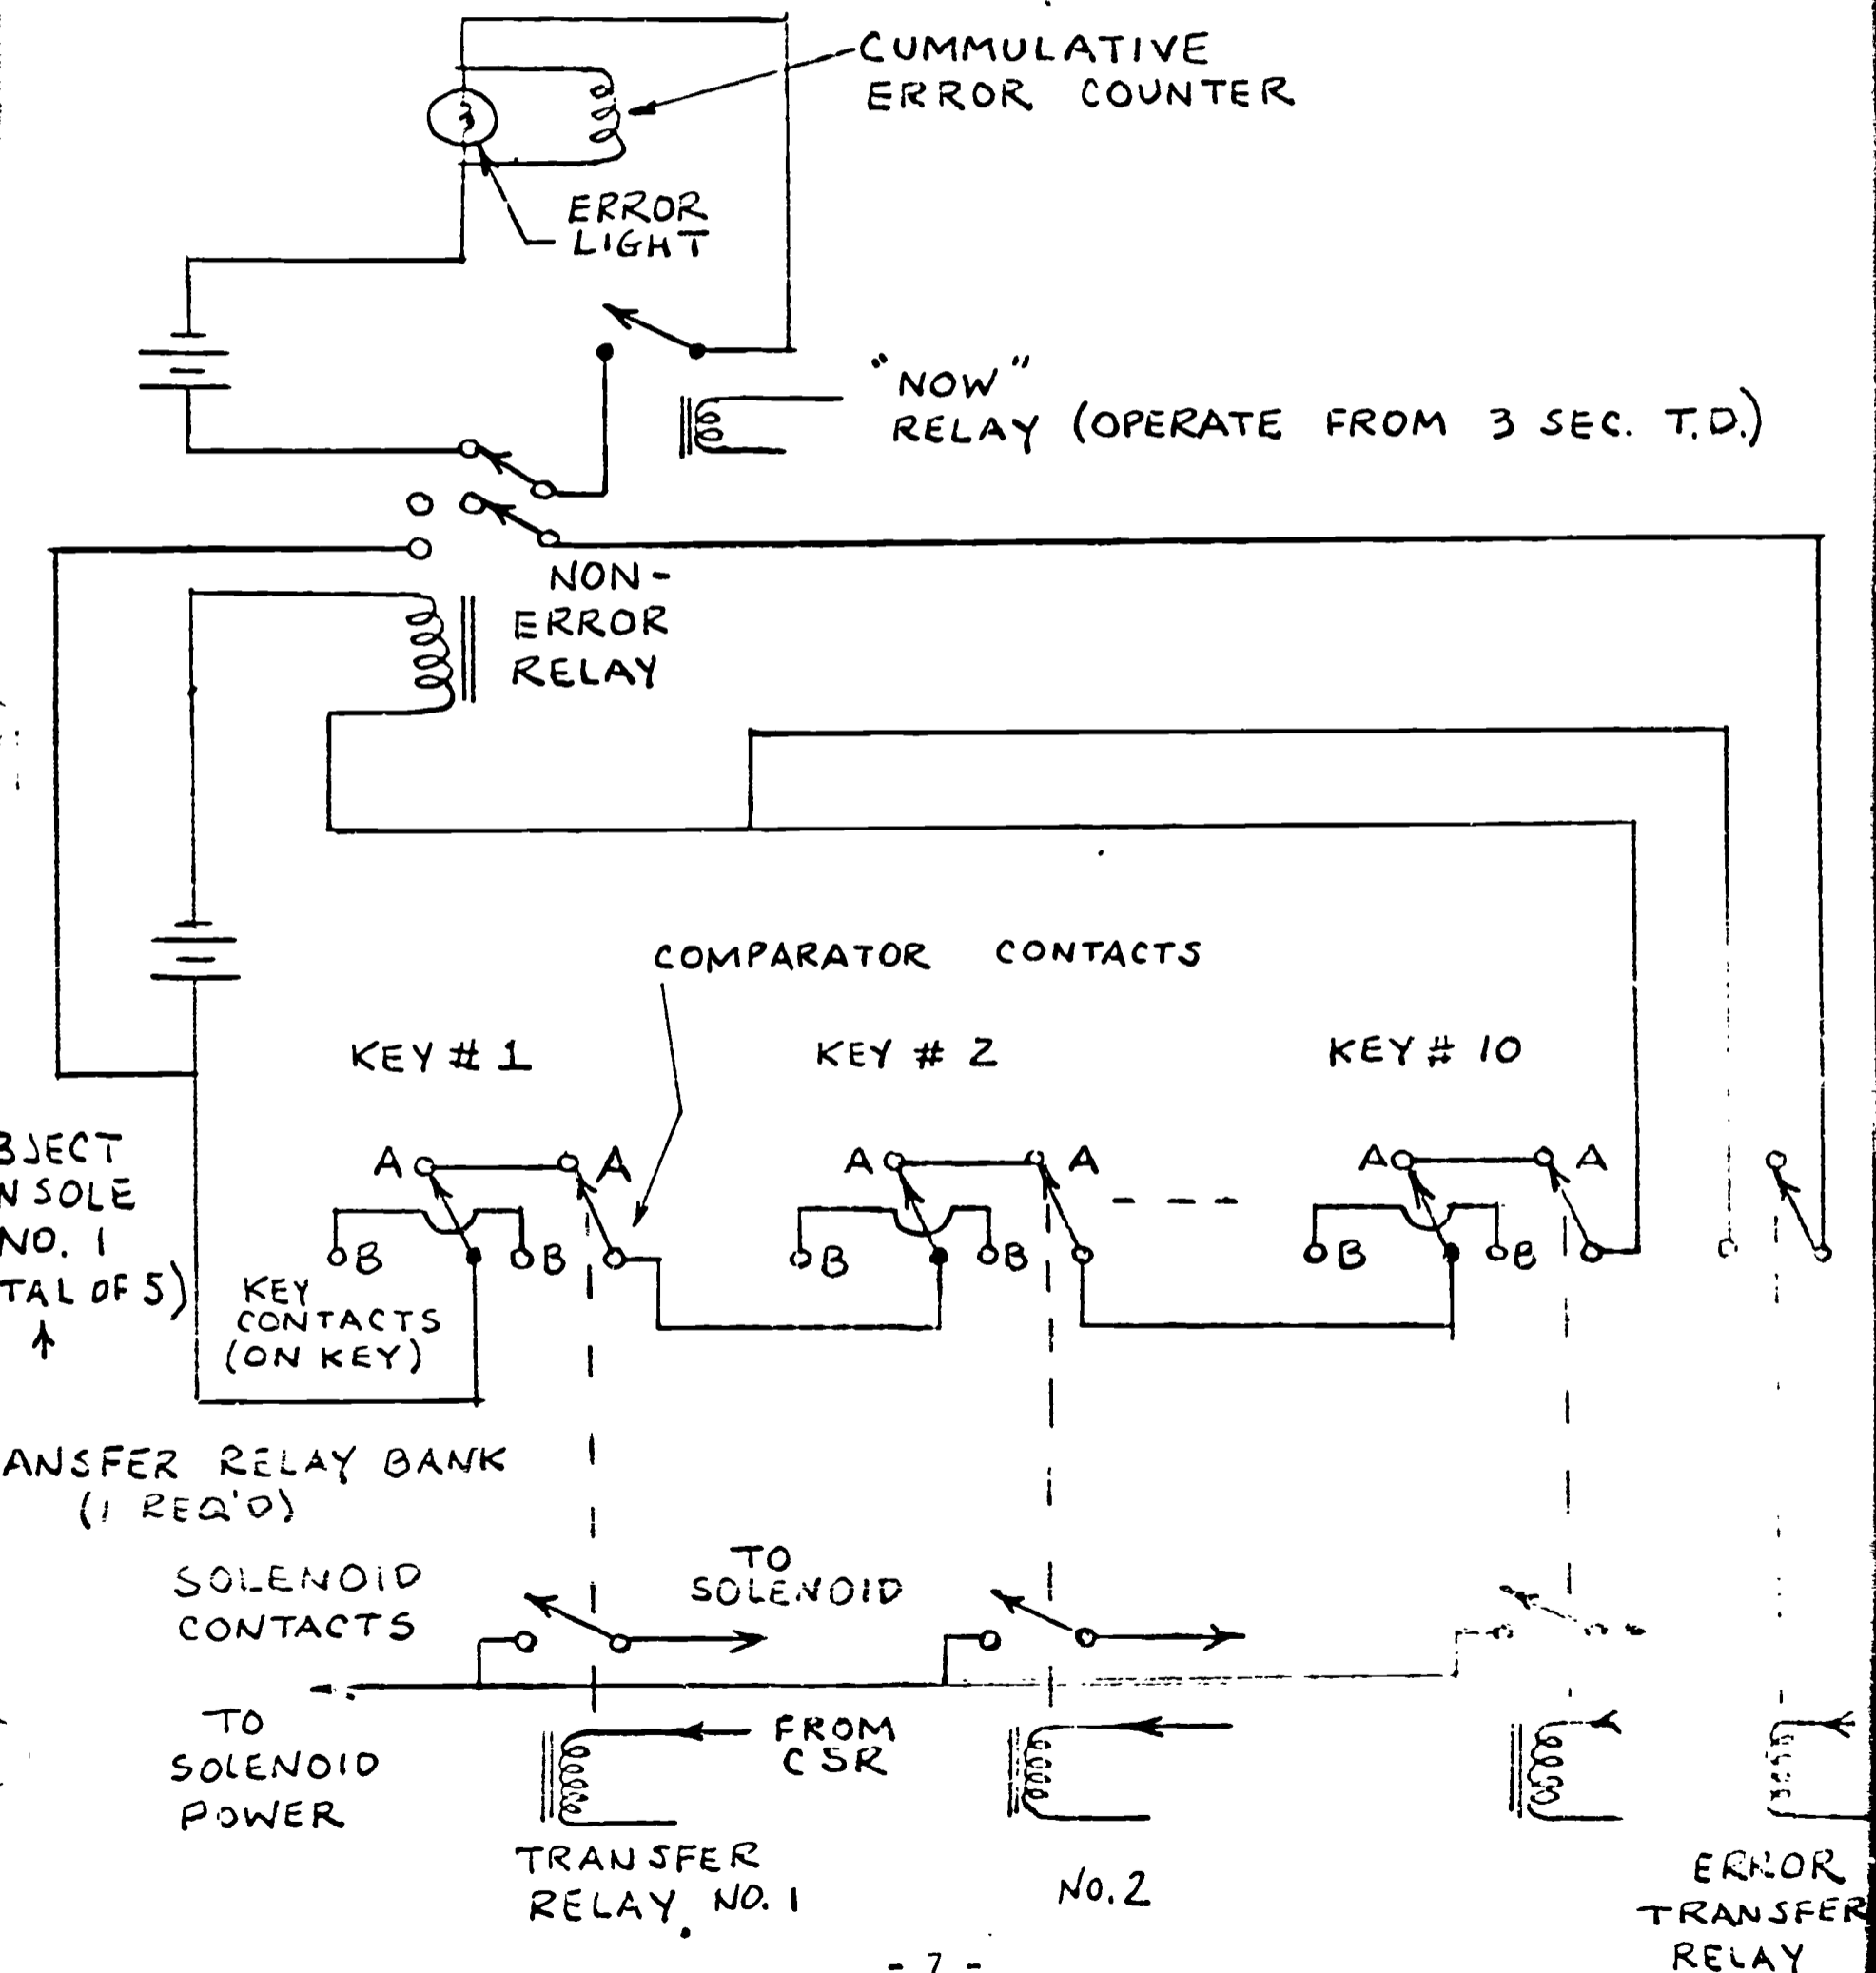 CUMMULATIVE
ERROR COUNTER
ERROR
LIGHT
"NOW"
RELAY (OPERATE FROM 3 SEC. T.D.)
NON-
ERROR
RELAY
COMPARATOR CONTACTS
KEY # 1
KEY # 2
KEY # 10
BJECT
NSOLE
NO. 1
TAL OF 5)
A A
A A
A A
B B
B B
B B
KEY
CONTACTS
(ON KEY)
ANSFER RELAY BANK
(1 REQ'D)
SOLENOID
CONTACTS
TO
SOLENOID
TO
SOLENOID
POWER
FROM
CSR
TRANSFER
RELAY NO. 1
NO. 2
ERROR
TRANSFER
RELAY
- 7 -